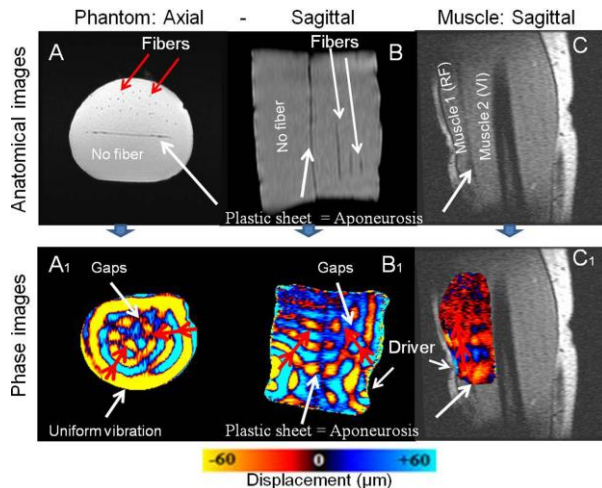 Phantom: Axial - Sagittal Muscle: Sagittal
Anatomical images
A
Fibers
No fiber
B
Fibers
No fiber
C
Muscle 1 (RF)
Muscle 2 (VI)
Plastic sheet = Aponeurosis
Phase images
A1
Gaps
Uniform vibration
B1
Gaps
Driver
Plastic sheet = Aponeurosis
C1
-60 0 +60
Displacement (µm)